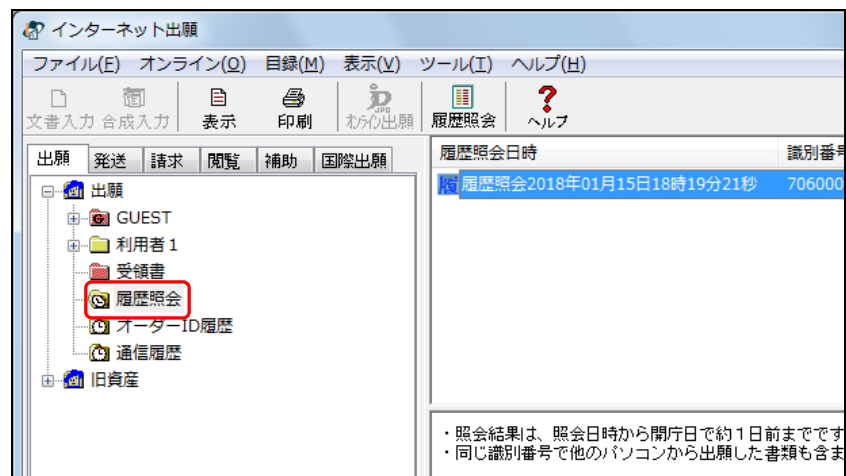 インターネット出願
ファイル(F) オンライン(O) 目録(M) 表示(V) ツール(T) ヘルプ(H)
文書入力 合成入力 表示 印刷 オンライン出願 履歴照会 ヘルプ
出願 発送 請求 閲覧 補助 国際出願
出願
GUEST
利用者1
受領書
履歴照会
オーダーID履歴
通信履歴
旧資産
履歴照会日時 識別番号
履歴照会2018年01月15日18時19分21秒 706000
・照会結果は、照会日時から開庁日で約1日前までです
・同じ識別番号で他のパソコンから出願した書類も含ま